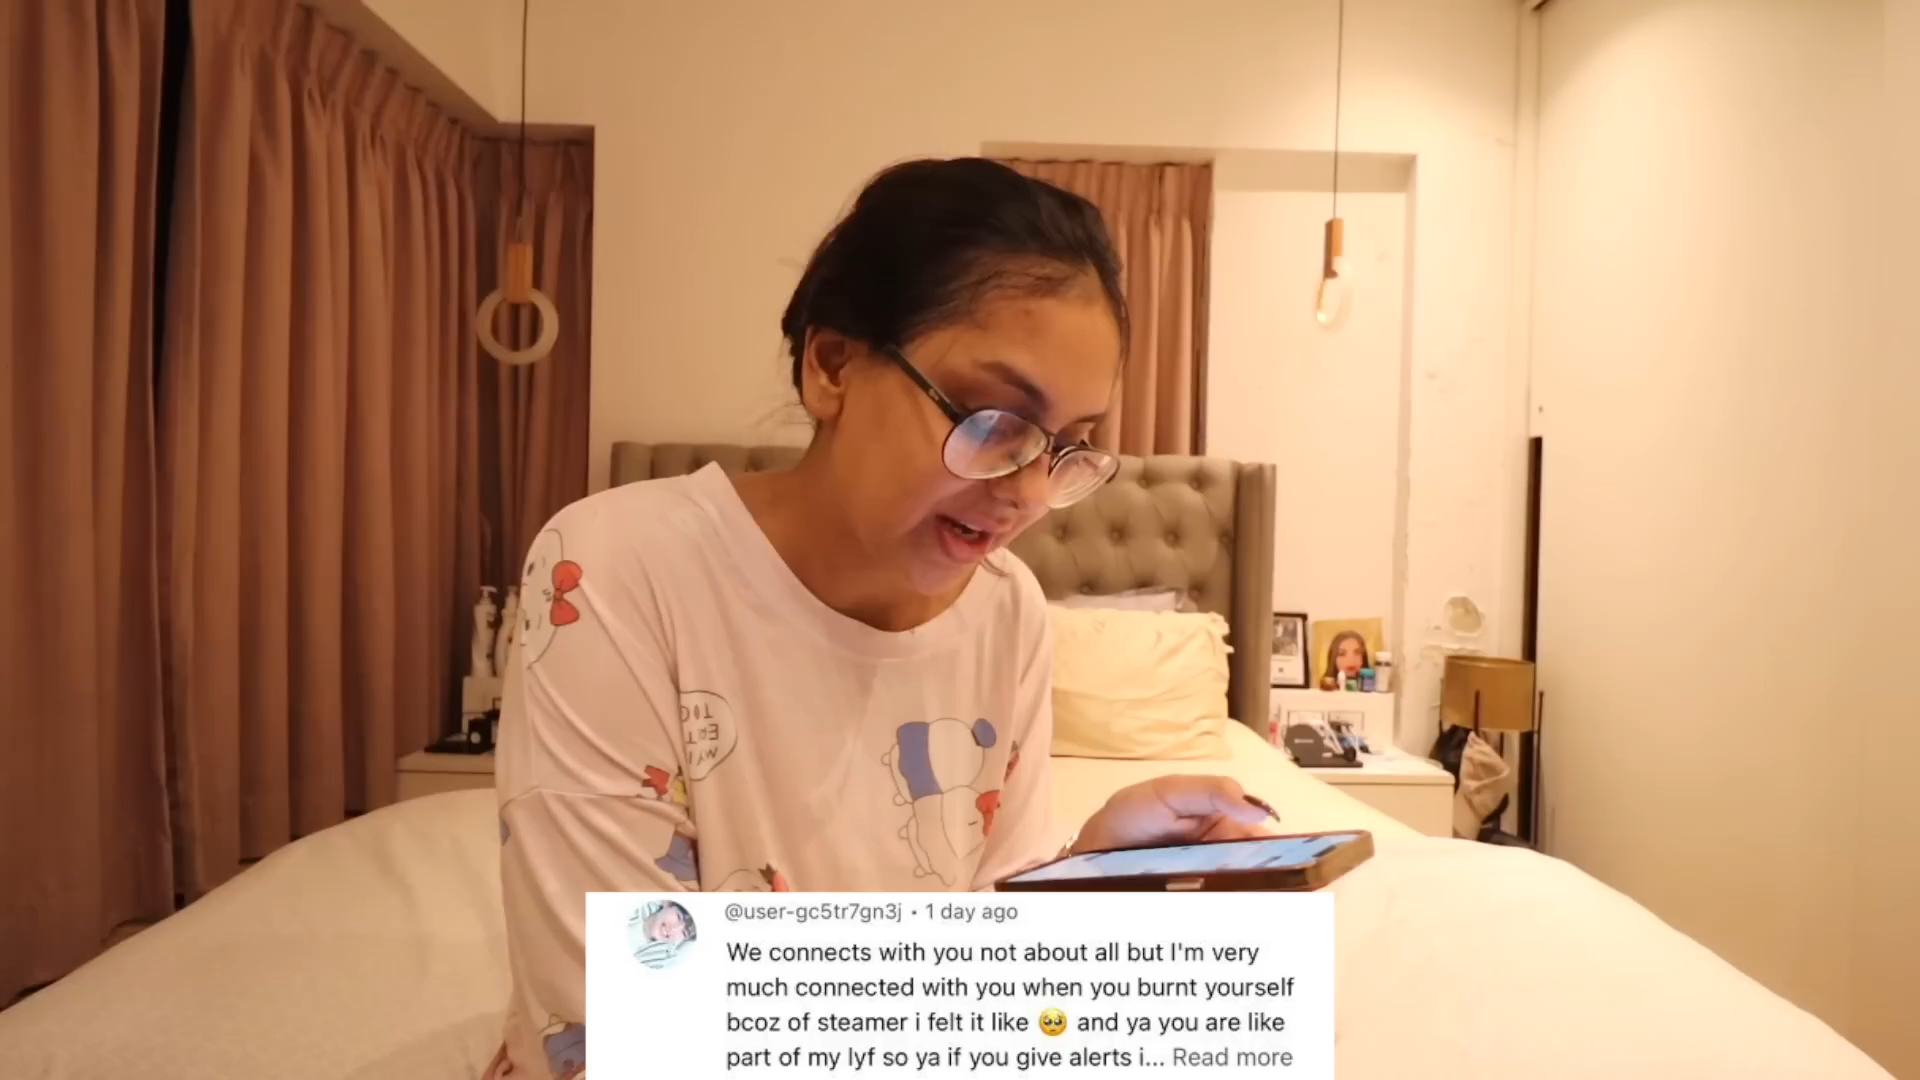 @user-gc5tr7gn3j • 1 day ago
We connects with you not about all but I'm very
much connected with you when you burnt yourself
bcoz of steamer i felt it like 🥺 and ya you are like
part of my lyf so ya if you give alerts i... Read more